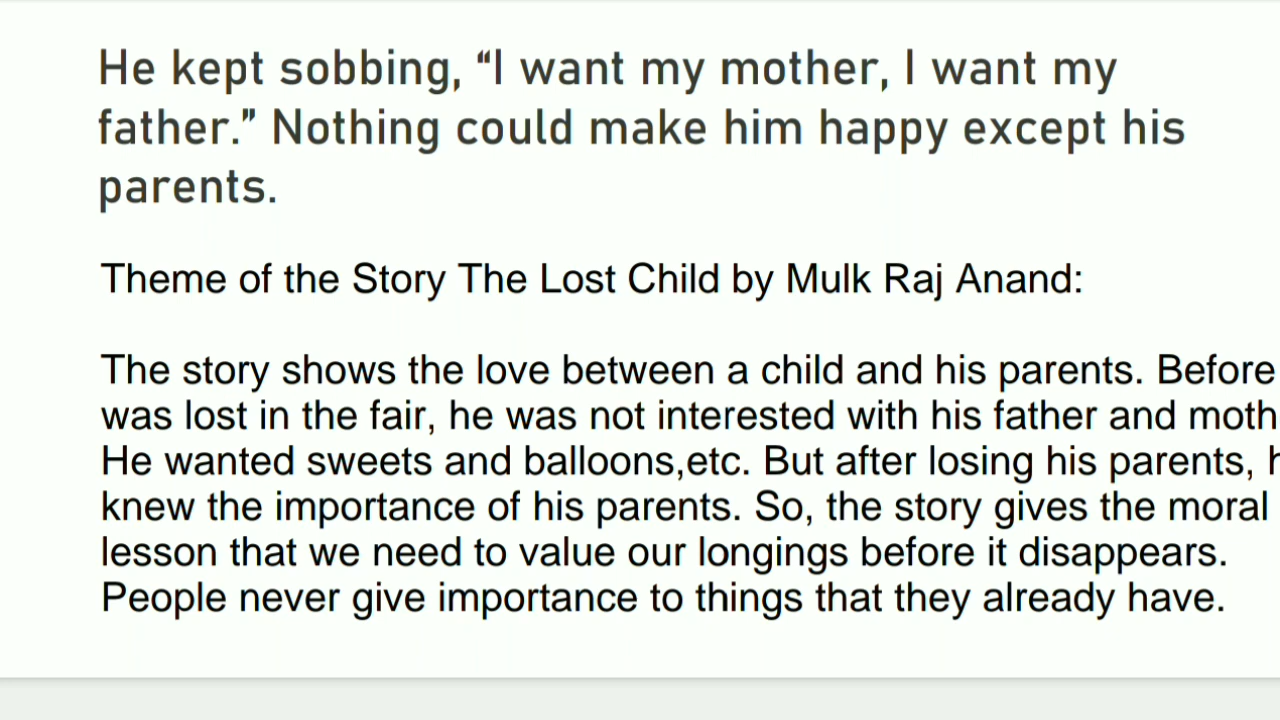 He kept sobbing, “I want my mother, I want my
father.” Nothing could make him happy except his
parents.
Theme of the Story The Lost Child by Mulk Raj Anand:
The story shows the love between a child and his parents. Before
was lost in the fair, he was not interested with his father and moth
He wanted sweets and balloons,etc. But after losing his parents, h
knew the importance of his parents. So, the story gives the moral
lesson that we need to value our longings before it disappears.
People never give importance to things that they already have.